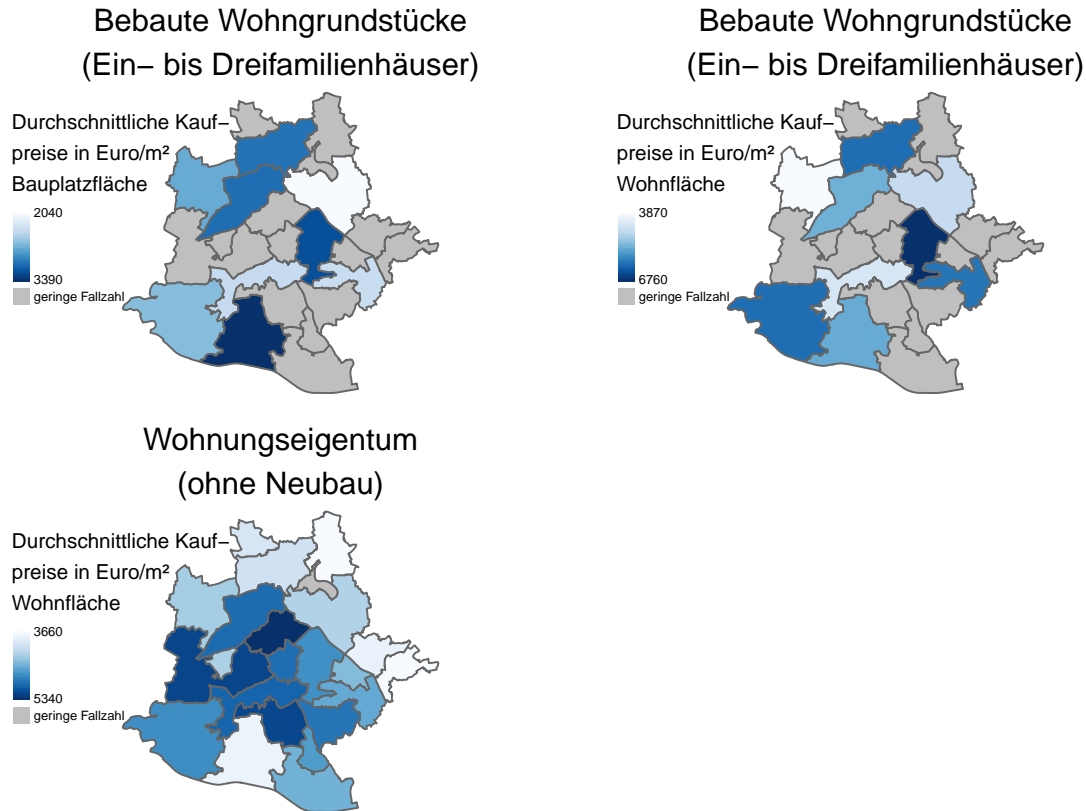 Bebaute Wohngrundstücke
(Ein− bis Dreifamilienhäuser)
Durchschnittliche Kauf−
preise in Euro/m²
Bauplatzfläche
2040
3390
geringe Fallzahl
Bebaute Wohngrundstücke
(Ein− bis Dreifamilienhäuser)
Durchschnittliche Kauf−
preise in Euro/m²
Wohnfläche
3870
6760
geringe Fallzahl
Wohnungseigentum
(ohne Neubau)
Durchschnittliche Kauf−
preise in Euro/m²
Wohnfläche
3660
5340
geringe Fallzahl